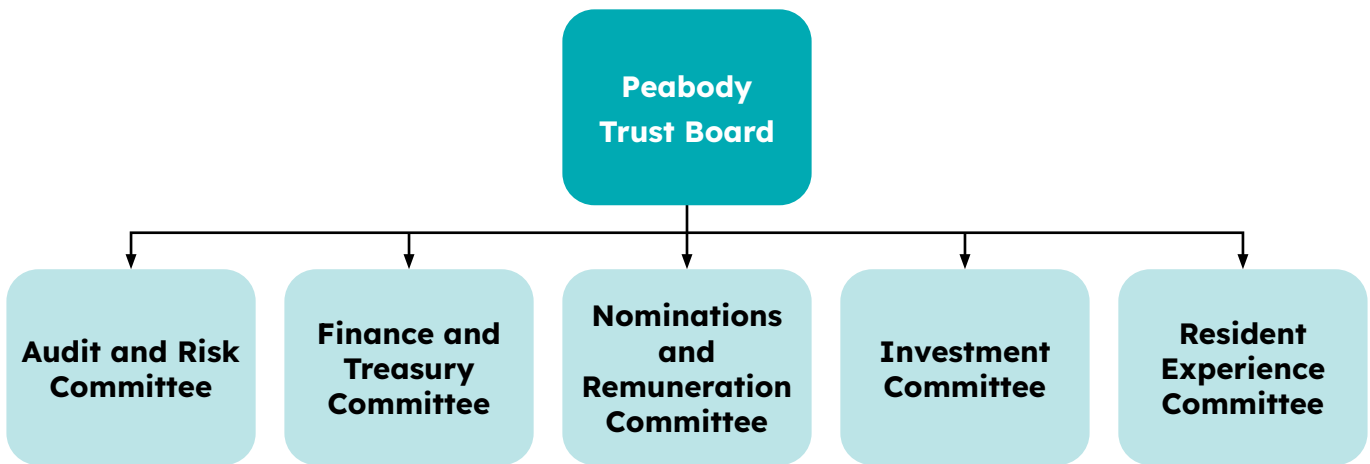 Peabody
Trust Board
Audit and Risk
Committee
Finance and
Treasury
Committee
Nominations
and
Remuneration
Committee
Investment
Committee
Resident
Experience
Committee